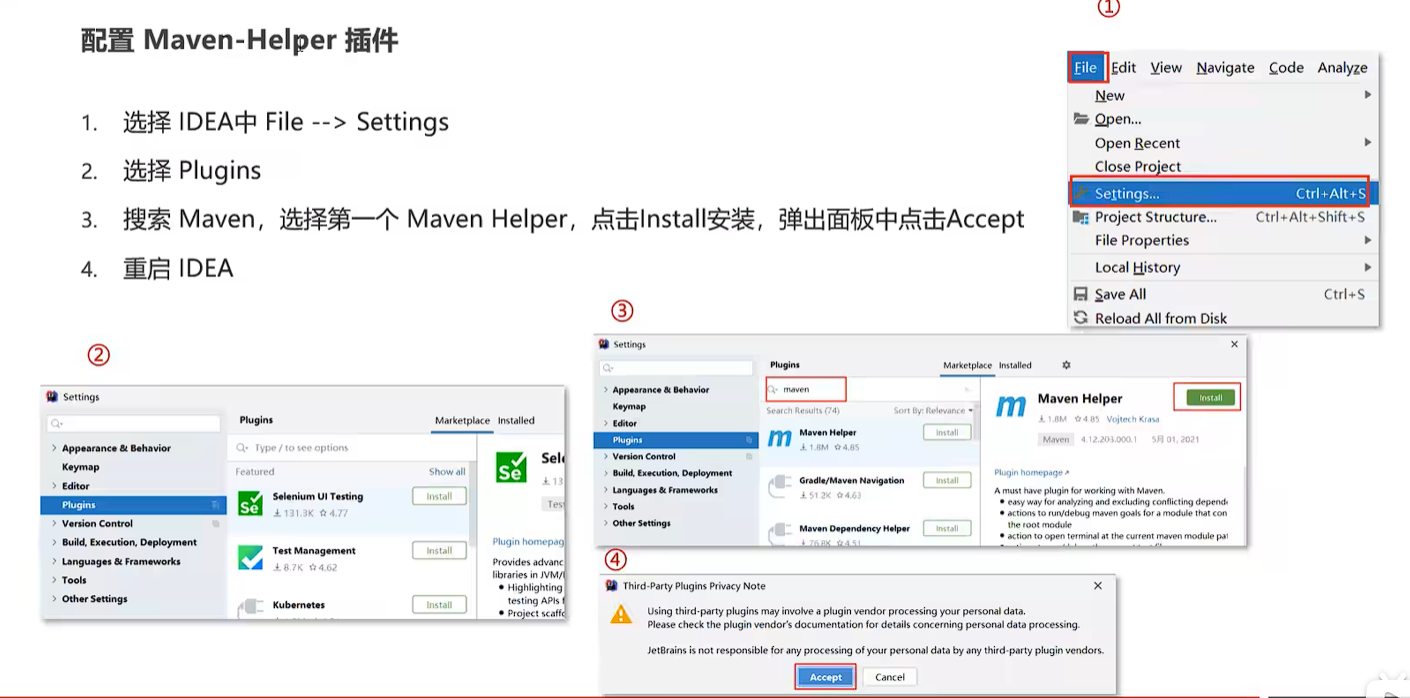 配置 Maven-Helper 插件
1. 选择 IDEA中 File --> Settings
2. 选择 Plugins
3. 搜索 Maven，选择第一个 Maven Helper，点击Install安装，弹出面板中点击Accept
4. 重启 IDEA
①
File Edit View Navigate Code Analyze
New
Open...
Open Recent
Close Project
Settings... Ctrl+Alt+S
Project Structure... Ctrl+Alt+Shift+S
File Properties
Local History
Save All Ctrl+S
Reload All from Disk
②
Settings
Plugins Marketplace Installed
Type / to see options
Featured Show all
Appearance & Behavior
Keymap
Editor
Plugins
Version Control
Build, Execution, Deployment
Languages & Frameworks
Tools
Other Settings
Selenium UI Testing Install
131.3K 4.77
Test Management Install
8.7K 4.62
Kubernetes Install
Se
Sele
13
Tes
Plugin homepag
Provides advanc
libraries in JVM/
Highlighting
testing APIs f
Project scaffo
③
Settings
Plugins Marketplace Installed
maven
Search Results (74) Sort By: Relevance
Appearance & Behavior
Keymap
Editor
Plugins
Version Control
Build, Execution, Deployment
Languages & Frameworks
Tools
Other Settings
Maven Helper Install
1.8M 4.85
Gradle/Maven Navigation Install
51.2K 4.63
Maven Dependency Helper Install
76.8K 4.51
m
Maven Helper Install
1.8M 4.85 Vojtech Krasa
Maven 4.12.203.000.1 5月 01, 2021
Plugin homepage
A must have plugin for working with Maven.
easy way for analyzing and excluding conflicting depende
actions to run/debug maven goals for a module that con
the root module
action to open terminal at the current maven module pat
④
Third-Party Plugins Privacy Note
Using third-party plugins may involve a plugin vendor processing your personal data.
Please check the plugin vendor's documentation for details concerning personal data processing.
JetBrains is not responsible for any processing of your personal data by any third-party plugin vendors.
Accept Cancel